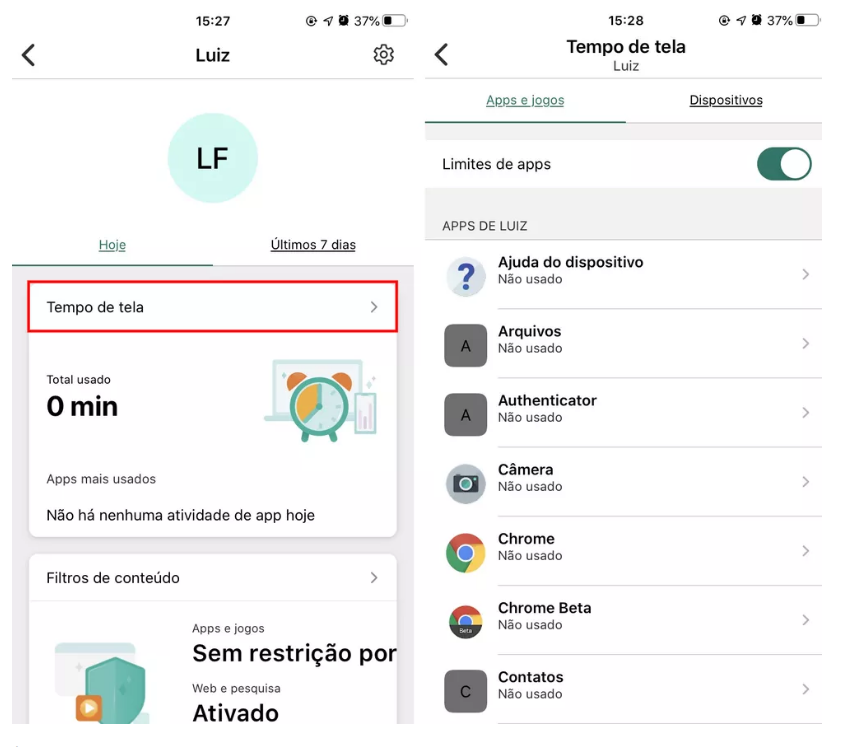 15:27
37%
Luiz
LF
Hoje
Últimos 7 dias
Tempo de tela
Total usado
0 min
Apps mais usados
Não há nenhuma atividade de app hoje
Filtros de conteúdo
Apps e jogos
Sem restrição por
Web e pesquisa
Ativado
15:28
37%
Tempo de tela
Luiz
Apps e jogos
Dispositivos
Limites de apps
APPS DE LUIZ
?
Ajuda do dispositivo
Não usado
A
Arquivos
Não usado
A
Authenticator
Não usado
Câmera
Não usado
Chrome
Não usado
Chrome Beta
Beta
Não usado
C
Contatos
Não usado